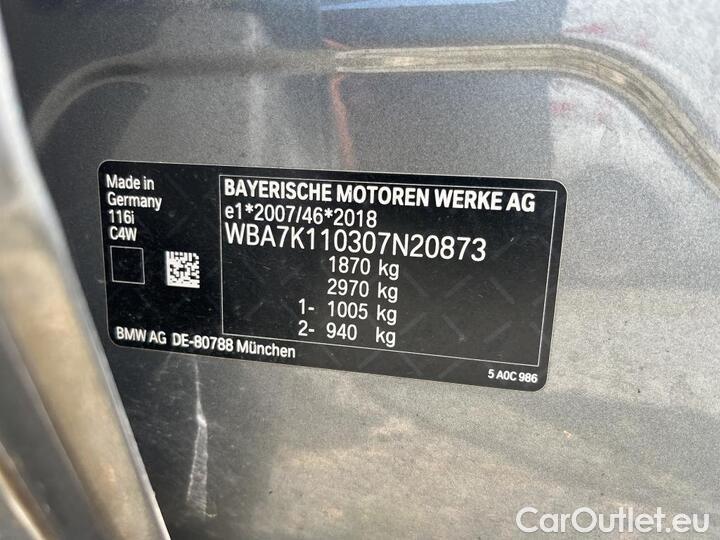 Made in
Germany
116i
C4W
BAYERISCHE MOTOREN WERKE AG
e1*2007/46*2018
WBA7K110307N20873
1870 kg
2970 kg
1- 1005 kg
2- 940 kg
BMW AG DE-80788 München
5 A0C 986
CarOutlet.eu